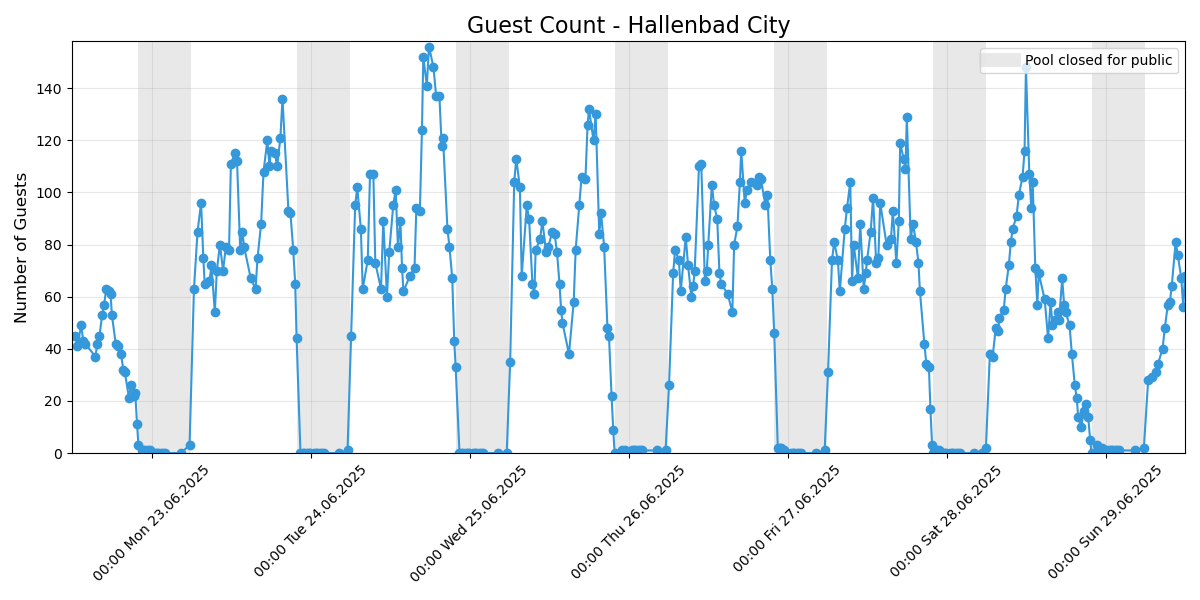 Guest Count - Hallenbad City
Pool closed for public
Number of Guests
140
120
100
80
60
40
20
0
00:00 Mon 23.06.2025
00:00 Tue 24.06.2025
00:00 Wed 25.06.2025
00:00 Thu 26.06.2025
00:00 Fri 27.06.2025
00:00 Sat 28.06.2025
00:00 Sun 29.06.2025